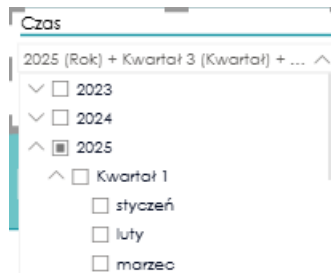 Czas
2025 (Rok) + Kwartał 3 (Kwartał) + ...
2023
2024
2025
Kwartał 1
styczeń
luty
marzec